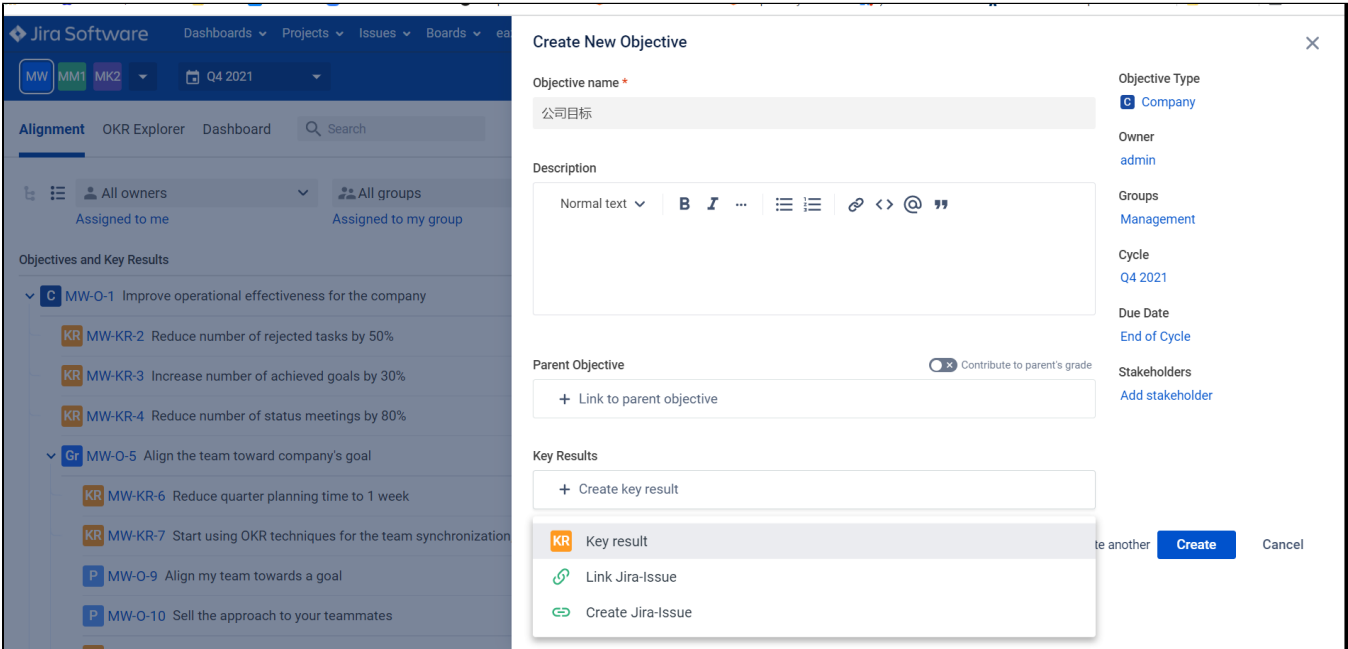 Jira Software Dashboards Projects Issues Boards ea
MW MM1 MK2 Q4 2021
Alignment OKR Explorer Dashboard Search
All owners All groups
Assigned to me Assigned to my group
Objectives and Key Results
C MW-O-1 Improve operational effectiveness for the company
KR MW-KR-2 Reduce number of rejected tasks by 50%
KR MW-KR-3 Increase number of achieved goals by 30%
KR MW-KR-4 Reduce number of status meetings by 80%
Gr MW-O-5 Align the team toward company's goal
KR MW-KR-6 Reduce quarter planning time to 1 week
KR MW-KR-7 Start using OKR techniques for the team synchronization
P MW-O-9 Align my team towards a goal
P MW-O-10 Sell the approach to your teammates
Create New Objective
Objective name *
公司目标
Description
Normal text B I ...
Parent Objective Contribute to parent's grade
+ Link to parent objective
Key Results
+ Create key result
KR Key result
Link Jira-Issue
Create Jira-Issue
te another Create Cancel
Objective Type
C Company
Owner
admin
Groups
Management
Cycle
Q4 2021
Due Date
End of Cycle
Stakeholders
Add stakeholder